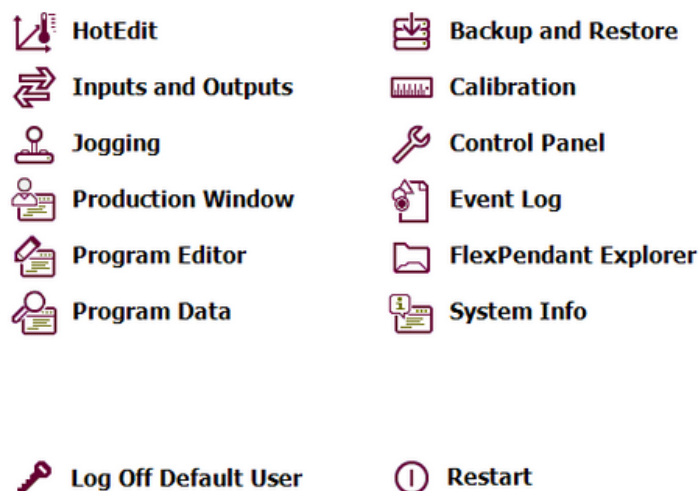 HotEdit
Backup and Restore
Inputs and Outputs
Calibration
Jogging
Control Panel
Production Window
Event Log
Program Editor
FlexPendant Explorer
Program Data
System Info
Log Off Default User
Restart